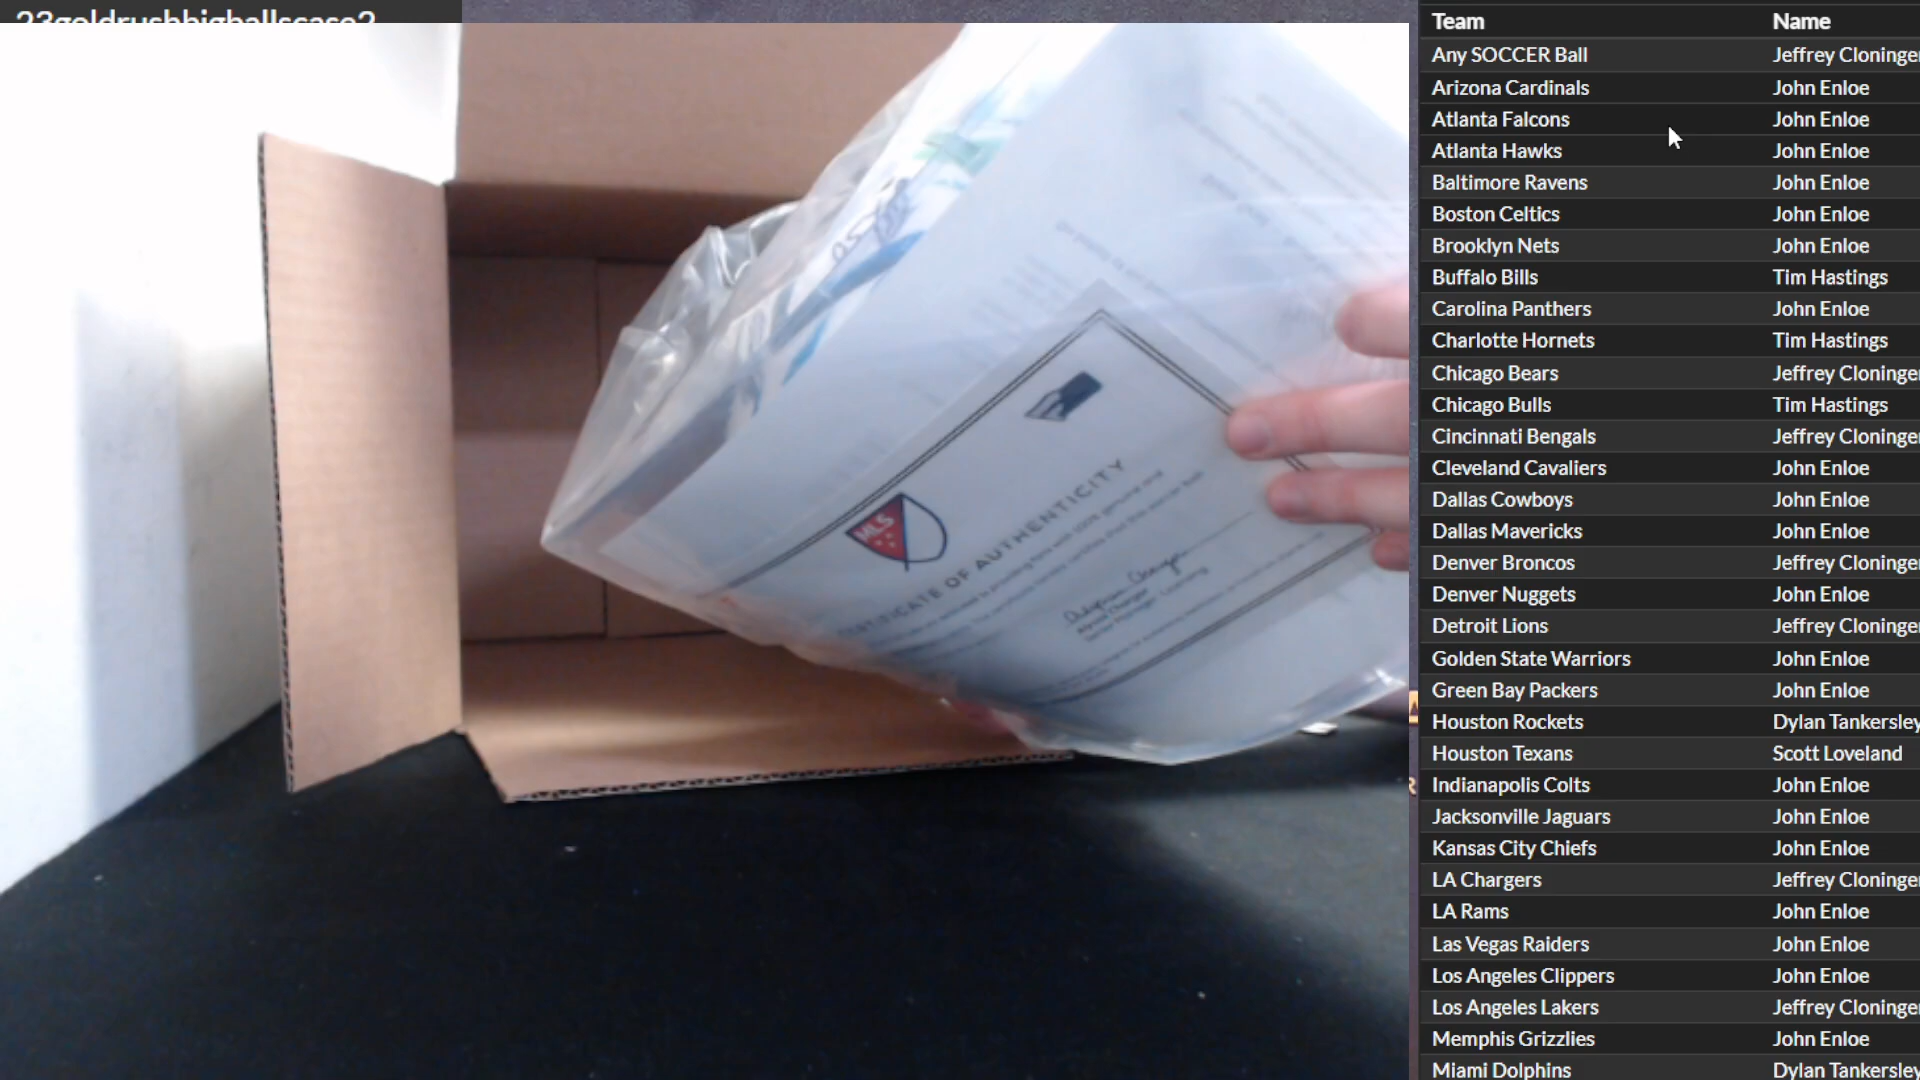 23goldrushbigballscase2
Team Name
Any SOCCER Ball Jeffrey Cloninger
Arizona Cardinals John Enloe
Atlanta Falcons John Enloe
Atlanta Hawks John Enloe
Baltimore Ravens John Enloe
Boston Celtics John Enloe
Brooklyn Nets John Enloe
Buffalo Bills Tim Hastings
Carolina Panthers John Enloe
Charlotte Hornets Tim Hastings
Chicago Bears Jeffrey Cloninger
Chicago Bulls Tim Hastings
Cincinnati Bengals Jeffrey Cloninger
Cleveland Cavaliers John Enloe
Dallas Cowboys John Enloe
Dallas Mavericks John Enloe
Denver Broncos Jeffrey Cloninger
Denver Nuggets John Enloe
Detroit Lions Jeffrey Cloninger
Golden State Warriors John Enloe
Green Bay Packers John Enloe
Houston Rockets Dylan Tankersley
Houston Texans Scott Loveland
Indianapolis Colts John Enloe
Jacksonville Jaguars John Enloe
Kansas City Chiefs John Enloe
LA Chargers Jeffrey Cloninger
LA Rams John Enloe
Las Vegas Raiders John Enloe
Los Angeles Clippers John Enloe
Los Angeles Lakers Jeffrey Cloninger
Memphis Grizzlies John Enloe
Miami Dolphins Dylan Tankersley
MLS
CERTIFICATE OF AUTHENTICITY